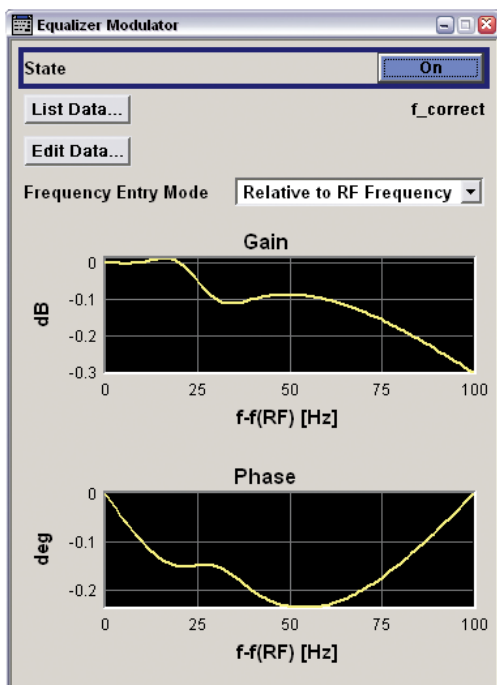 Equalizer Modulator
State On
List Data... f_correct
Edit Data...
Frequency Entry Mode Relative to RF Frequency
Gain
dB
0
-0.1
-0.2
-0.3
0 25 50 75 100
f-f(RF) [Hz]
Phase
deg
0
-0.1
-0.2
0 25 50 75 100
f-f(RF) [Hz]